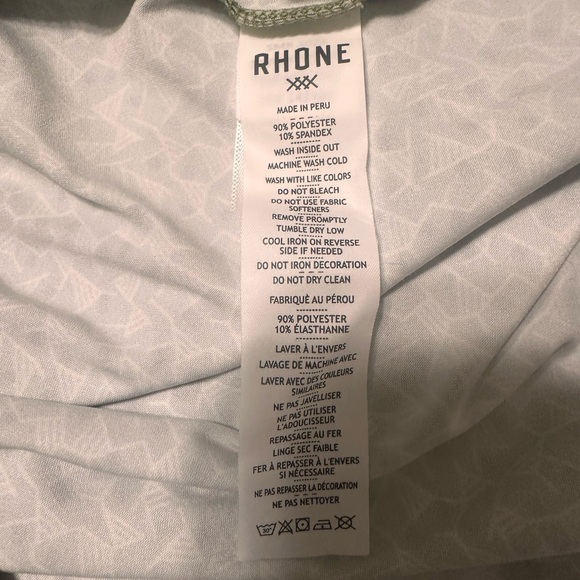 RHONE
MADE IN PERU
90% POLYESTER
10% SPANDEX
WASH INSIDE OUT
MACHINE WASH COLD
WASH WITH LIKE COLORS
DO NOT BLEACH
DO NOT USE FABRIC
SOFTENERS
REMOVE PROMPTLY
TUMBLE DRY LOW
COOL IRON ON REVERSE
SIDE IF NEEDED
DO NOT IRON DECORATION
DO NOT DRY CLEAN
FABRIQUÉ AU PÉROU
90% POLYESTER
10% ÉLASTHANNE
LAVER À L'ENVERS
LAVAGE DE MACHINE AVEC
LAVER AVEC DES COULEURS
SIMILAIRES
NE PAS JAVELLISER
NE PAS UTILISER
L'ADOUCISSEUR
REPASSAGE AU FER
LINGE SEC FAIBLE
FER À REPASSER À L'ENVERS
SI NÉCESSAIRE
NE PAS REPASSER LA DÉCORATION
NE PAS NETTOYER
30°